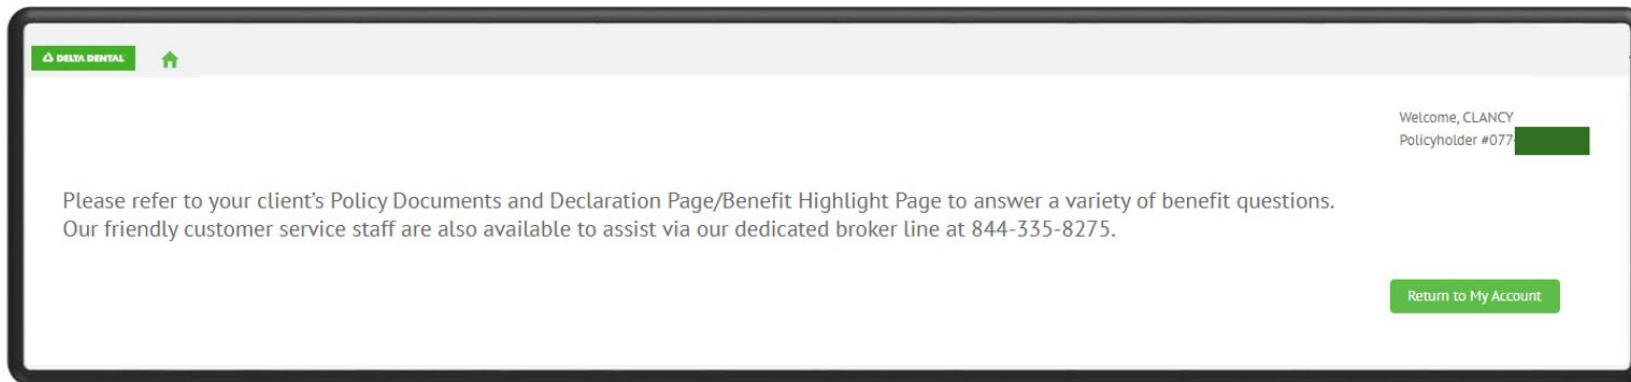 DELTA DENTAL
Welcome, CLANCY
Policyholder #077-
Please refer to your client's Policy Documents and Declaration Page/Benefit Highlight Page to answer a variety of benefit questions.
Our friendly customer service staff are also available to assist via our dedicated broker line at 844-335-8275.
Return to My Account